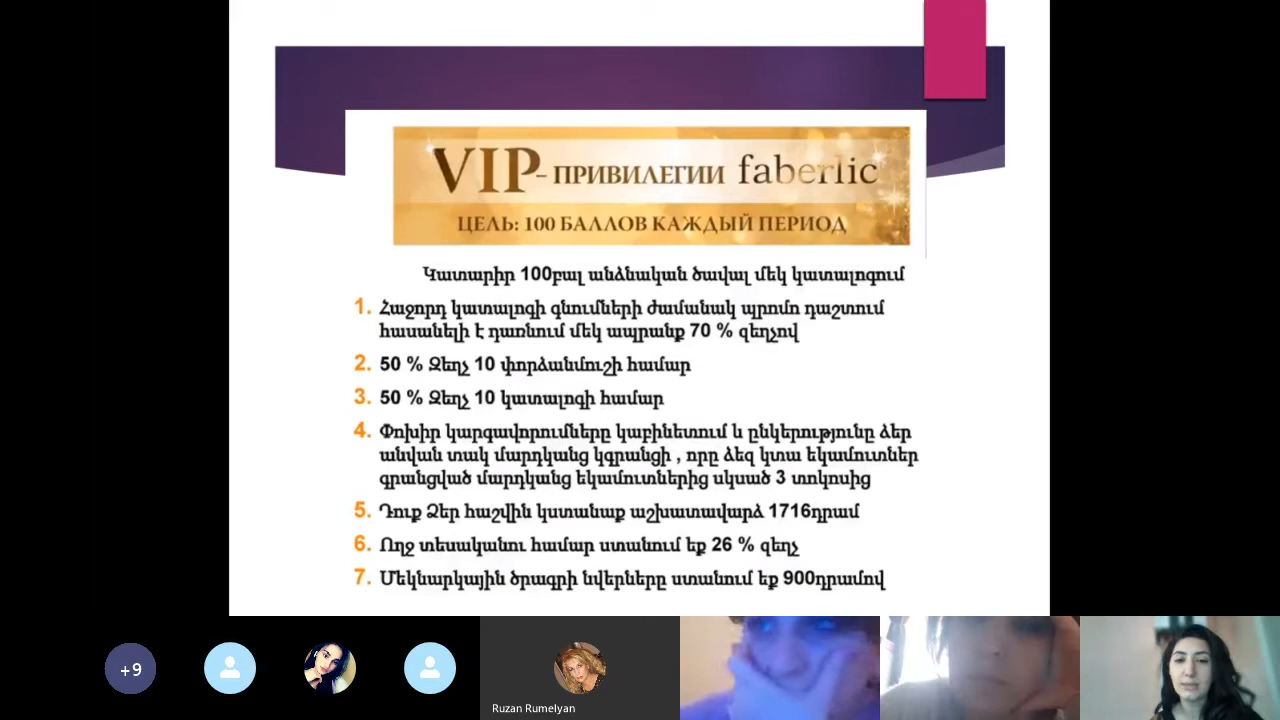 VIP- ПРИВИЛЕГИИ faberlic
ЦЕЛЬ: 100 БАЛЛОВ КАЖДЫЙ ПЕРИОД
Կատարիր 100բալ անձնական ծավալ մեկ կատալոգում
1. Հաջորդ կատալոգի գնումների ժամանակ պրոմո դաշտում
հասանելի է դառնում մեկ ապրանք 70 % զեղչով
2. 50 % Զեղչ 10 փորձանմուշի համար
3. 50 % Զեղչ 10 կատալոգի համար
4. Փոխիր կարգավորումները կաբինետում և ընկերությունը ձեր
անվան տակ մարդկանց կգրանցի , որը ձեզ կտա եկամուտներ
գրանցված մարդկանց եկամուտներից սկսած 3 տոկոսից
5. Դուք Ձեր հաշվին կստանաք աշխատավարձ 1716դրամ
6. Ողջ տեսականու համար ստանում եք 26 % զեղչ
7. Մեկնարկային ծրագրի նվերները ստանում եք 900դրամով
+9
Ruzan Rumelyan